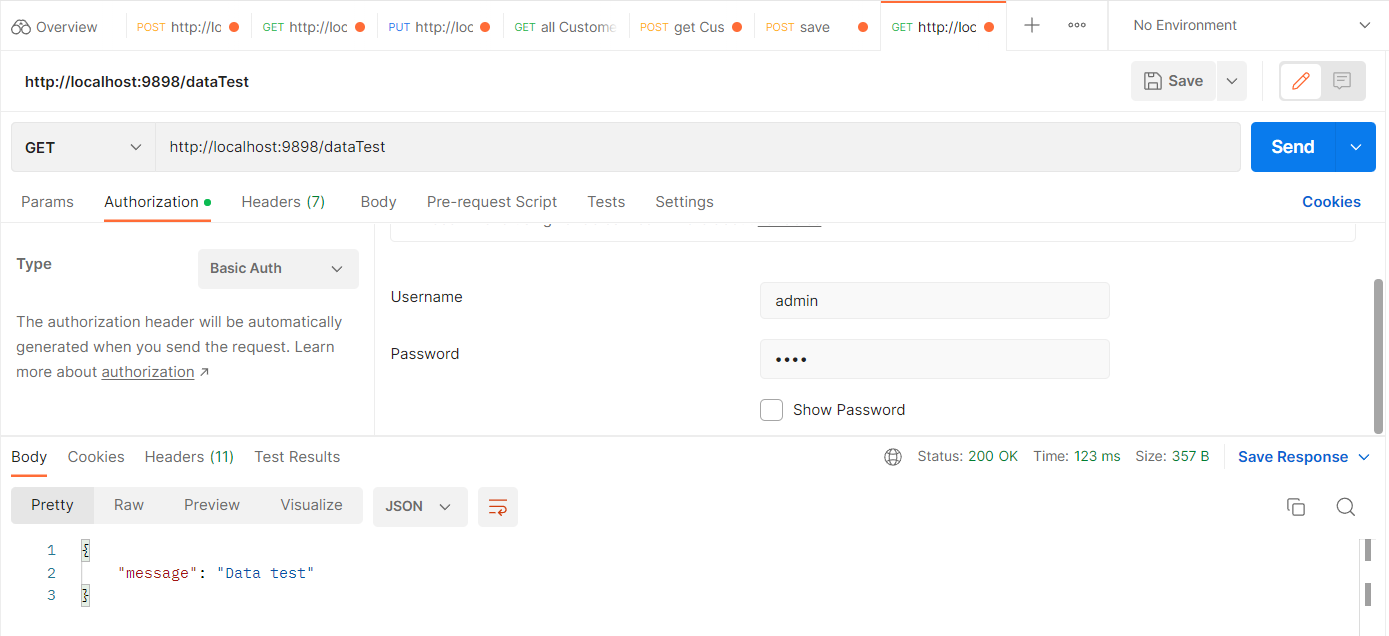 Overview
POST http://lo
GET http://loc
PUT http://loc
GET all Custome
POST get Cus
POST save
GET http://loc
No Environment
http://localhost:9898/dataTest
Save
GET
http://localhost:9898/dataTest
Send
Params
Authorization
Headers (7)
Body
Pre-request Script
Tests
Settings
Cookies
Type
Basic Auth
The authorization header will be automatically
generated when you send the request. Learn
more about authorization ↗
Username
admin
Password
••••
Show Password
Body
Cookies
Headers (11)
Test Results
Status: 200 OK
Time: 123 ms
Size: 357 B
Save Response
Pretty
Raw
Preview
Visualize
JSON
1 {
2 "message": "Data test"
3 }